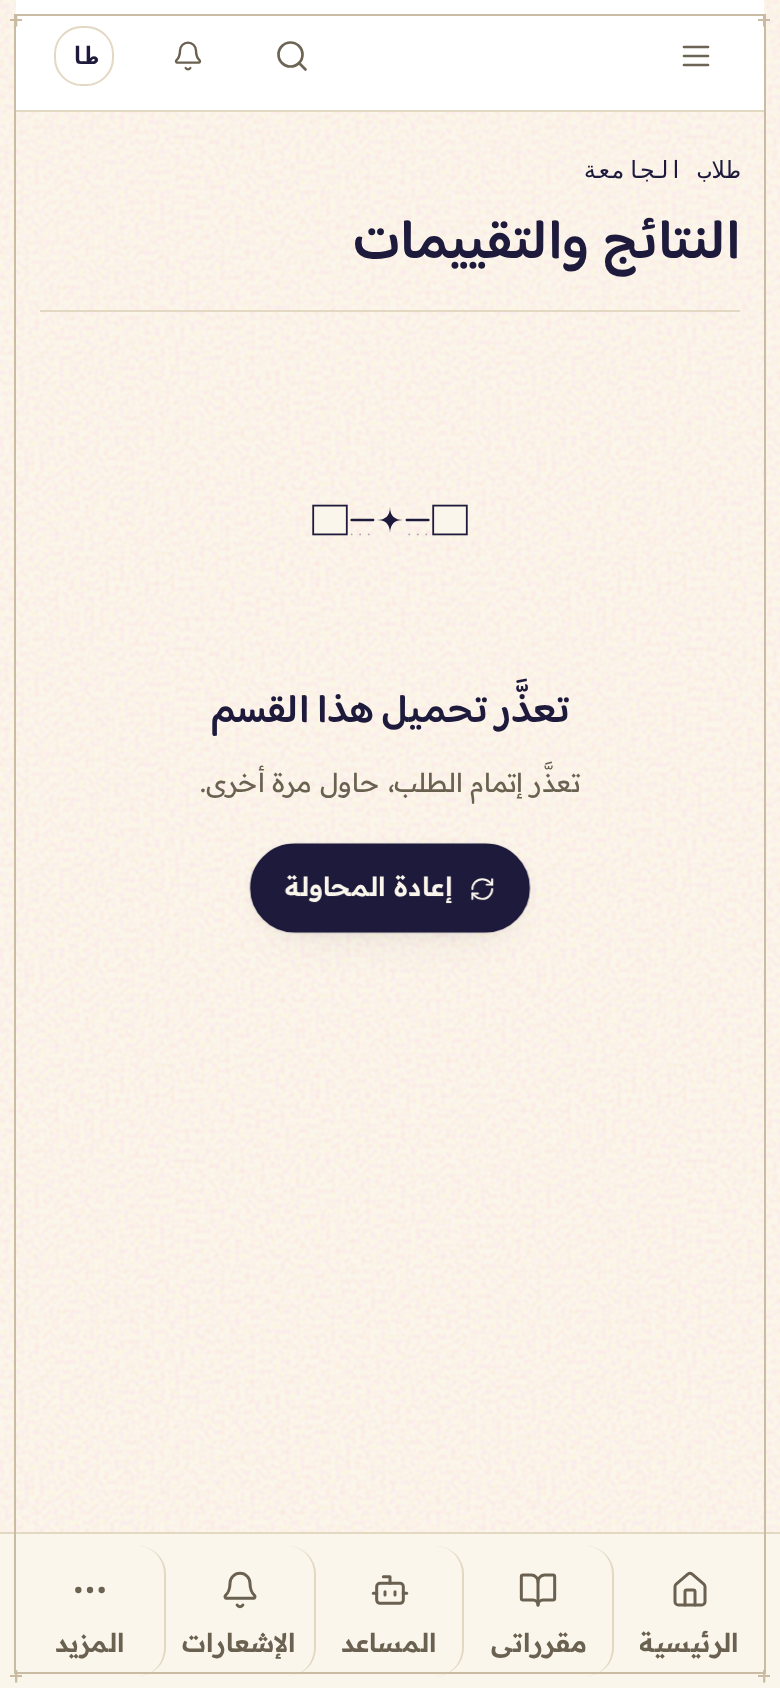 طا
طلاب الجامعة
النتائج والتقييمات
تعذَّر تحميل هذا القسم
تعذَّر إتمام الطلب، حاول مرة أخرى.
إعادة المحاولة
الرئيسية
مقرراتى
المساعد
الإشعارات
المزيد